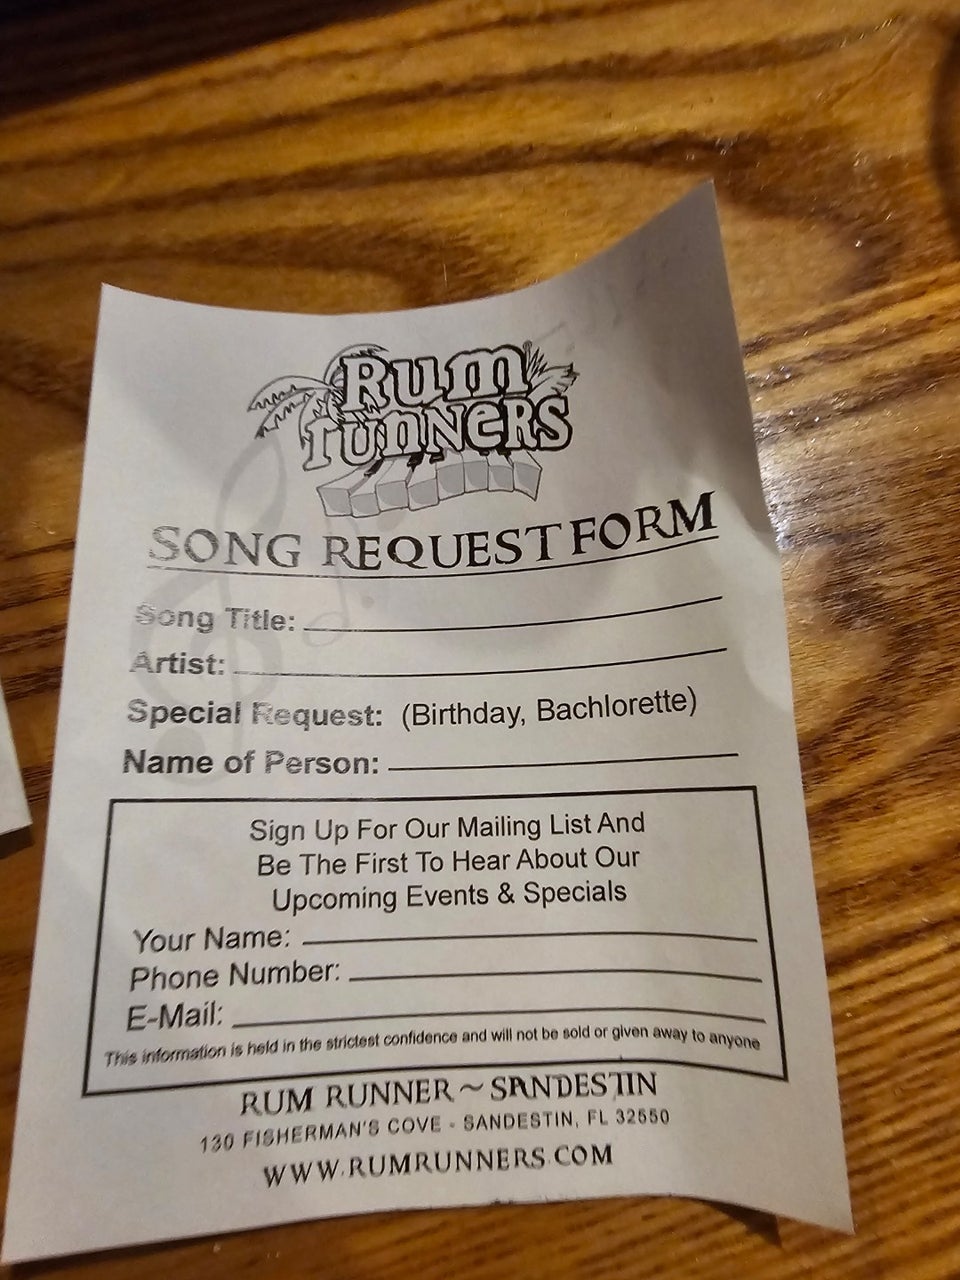 Rum
runners
SONG REQUEST FORM
Song Title:
Artist:
Special Request: (Birthday, Bachlorette)
Name of Person:
Sign Up For Our Mailing List And
Be The First To Hear About Our
Upcoming Events & Specials
Your Name:
Phone Number:
E-Mail:
This information is held in the strictest confidence and will not be sold or given away to anyone
RUM RUNNER ~ SANDESTIN
130 FISHERMAN'S COVE - SANDESTIN, FL 32550
WWW.RUMRUNNERS.COM